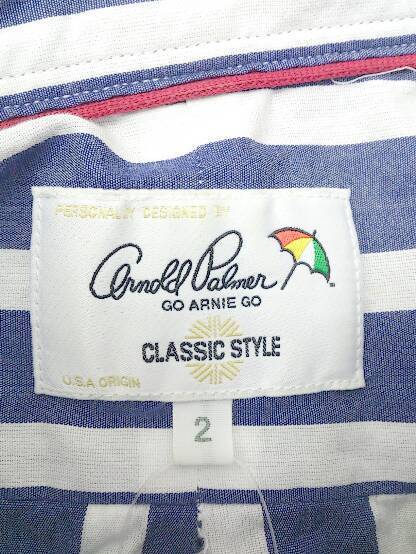 PERSONALLY DESIGNED BY
Arnold Palmer
GO ARNIE GO
CLASSIC STYLE
U.S.A ORIGIN
2